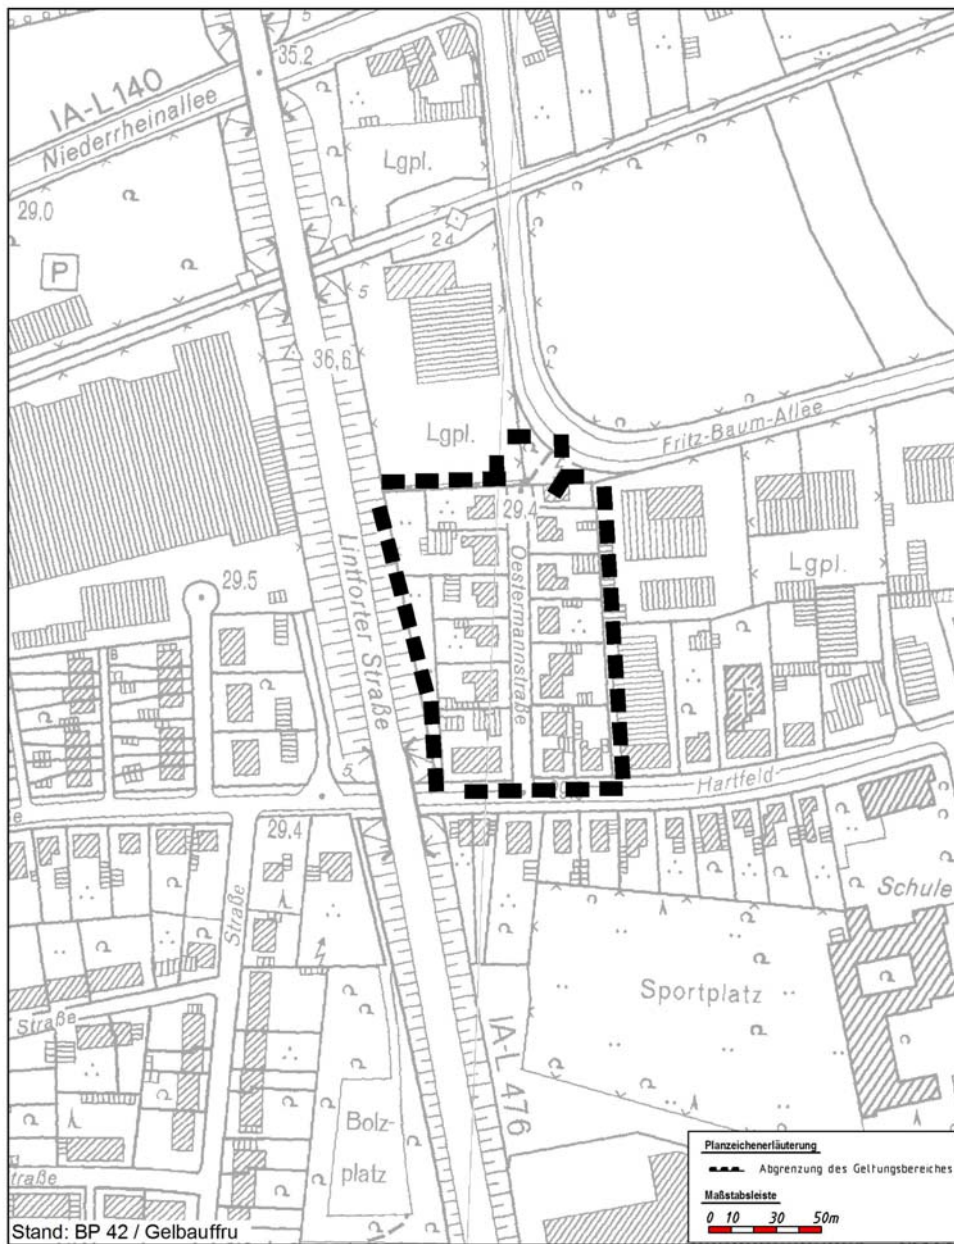 35.2
IA-L 140
Niederrheinallee
Lgpl.
29.0
24
P
5
36,6
Lgpl.
Fritz-Baum-Allee
29.4
Lintforter Straße
Oestermannstraße
Lgpl.
29.5
5
Hartfeld-
29.4
Straße
Schule
Sportplatz
Straße
IA-L 476
Bolz-
platz
traße
Planzeichenerläuterung
Abgrenzung des Geltungsbereiches
Maßstabsleiste
0 10 30 50m
Stand: BP 42 / Gelbauffru